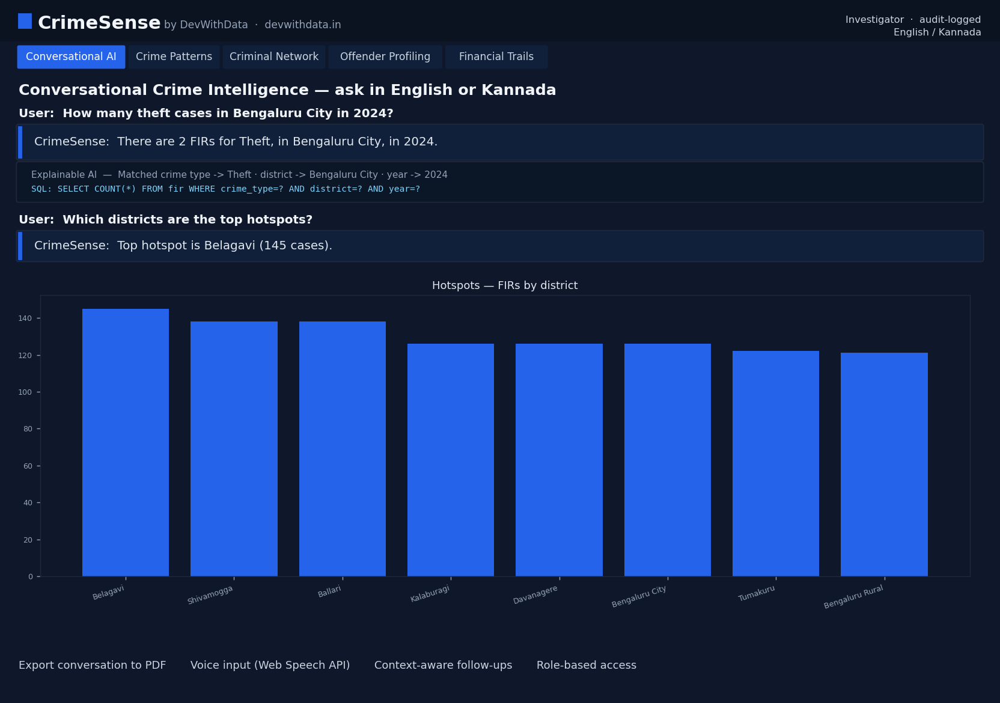 CrimeSense by DevWithData · devwithdata.in
Investigator · audit-logged
English / Kannada
Conversational AI
Crime Patterns
Criminal Network
Offender Profiling
Financial Trails
Conversational Crime Intelligence — ask in English or Kannada
User: How many theft cases in Bengaluru City in 2024?
CrimeSense: There are 2 FIRs for Theft, in Bengaluru City, in 2024.
Explainable AI — Matched crime type -> Theft · district -> Bengaluru City · year -> 2024
SQL: SELECT COUNT(*) FROM fir WHERE crime_type=? AND district=? AND year=?
User: Which districts are the top hotspots?
CrimeSense: Top hotspot is Belagavi (145 cases).
Hotspots — FIRs by district
140
120
100
80
60
40
20
0
Belagavi
Shivamogga
Ballari
Kalaburagi
Davanagere
Bengaluru City
Tumakuru
Bengaluru Rural
Export conversation to PDF
Voice input (Web Speech API)
Context-aware follow-ups
Role-based access